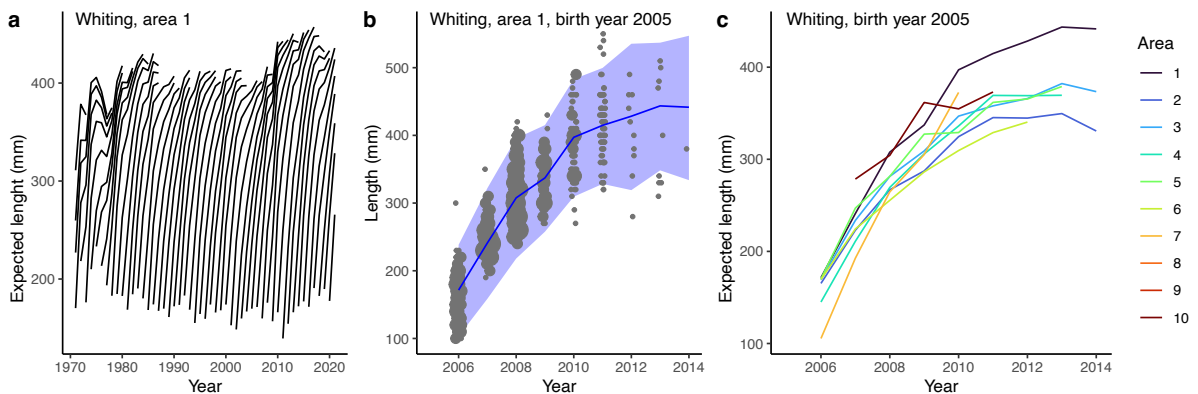 a
Whiting, area 1
400
300
200
1970 1980 1990 2000 2010 2020
Year
Expected lenght (mm)
b
Whiting, area 1, birth year 2005
500
400
300
200
100
2006 2008 2010 2012 2014
Year
Length (mm)
c
Whiting, birth year 2005
400
300
200
100
2006 2008 2010 2012 2014
Year
Expected length (mm)
Area
1
2
3
4
5
6
7
8
9
10